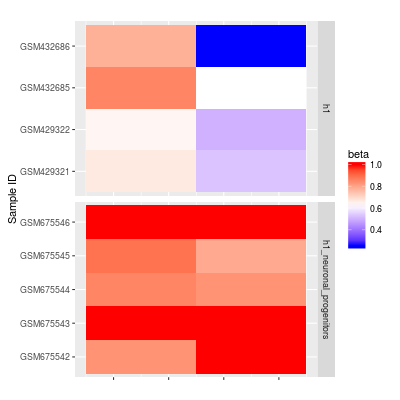 Sample ID
GSM432686
GSM432685
GSM429322
GSM429321
h1
GSM675546
GSM675545
GSM675544
GSM675543
GSM675542
h1_neuronal_progenitors
beta
1.0
0.8
0.6
0.4